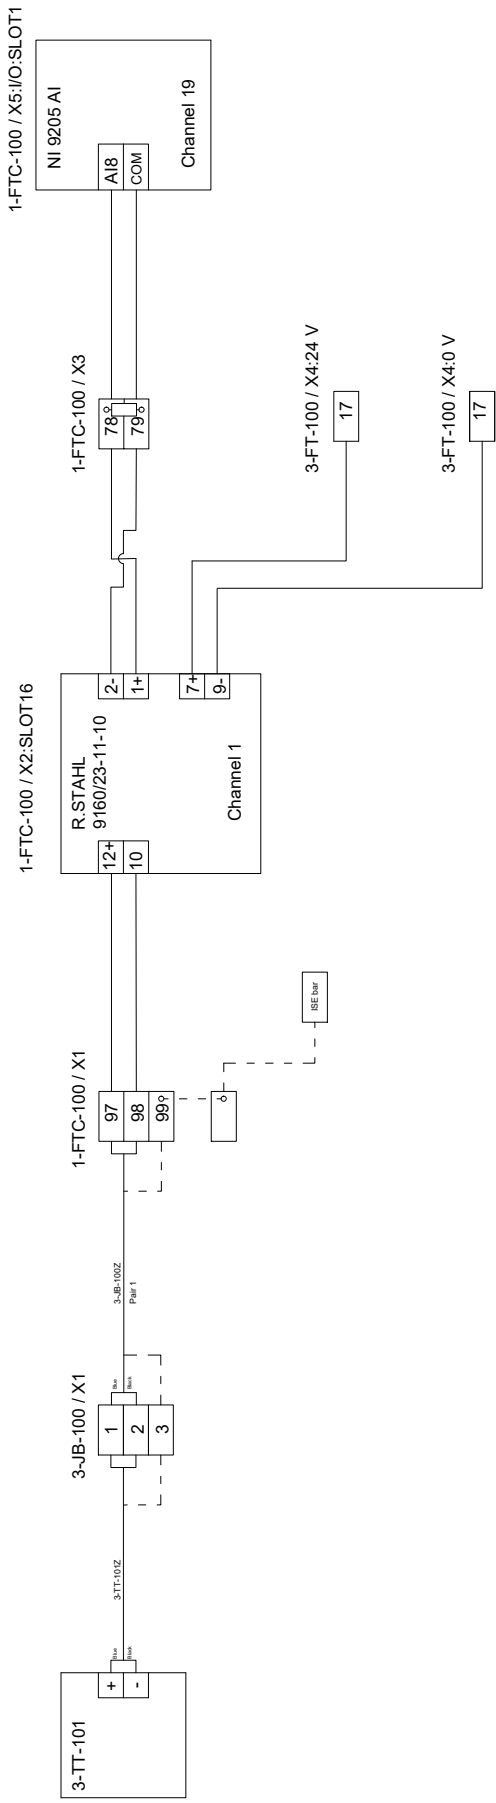 3-TT-101
+
-
Blue
Black
3-TT-101Z
3-JB-100 / X1
1
2
3
Blue
Black
3-JB-100Z
Pair 1
1-FTC-100 / X1
97
98
99
ISE bar
1-FTC-100 / X2:SLOT16
12+
10
R.STAHL
9160/23-11-10
Channel 1
2-
1+
7+
9-
1-FTC-100 / X3
78
79
3-FT-100 / X4:24 V
17
3-FT-100 / X4:0 V
17
1-FTC-100 / X5:I/O:SLOT1
NI 9205 AI
AI8
COM
Channel 19